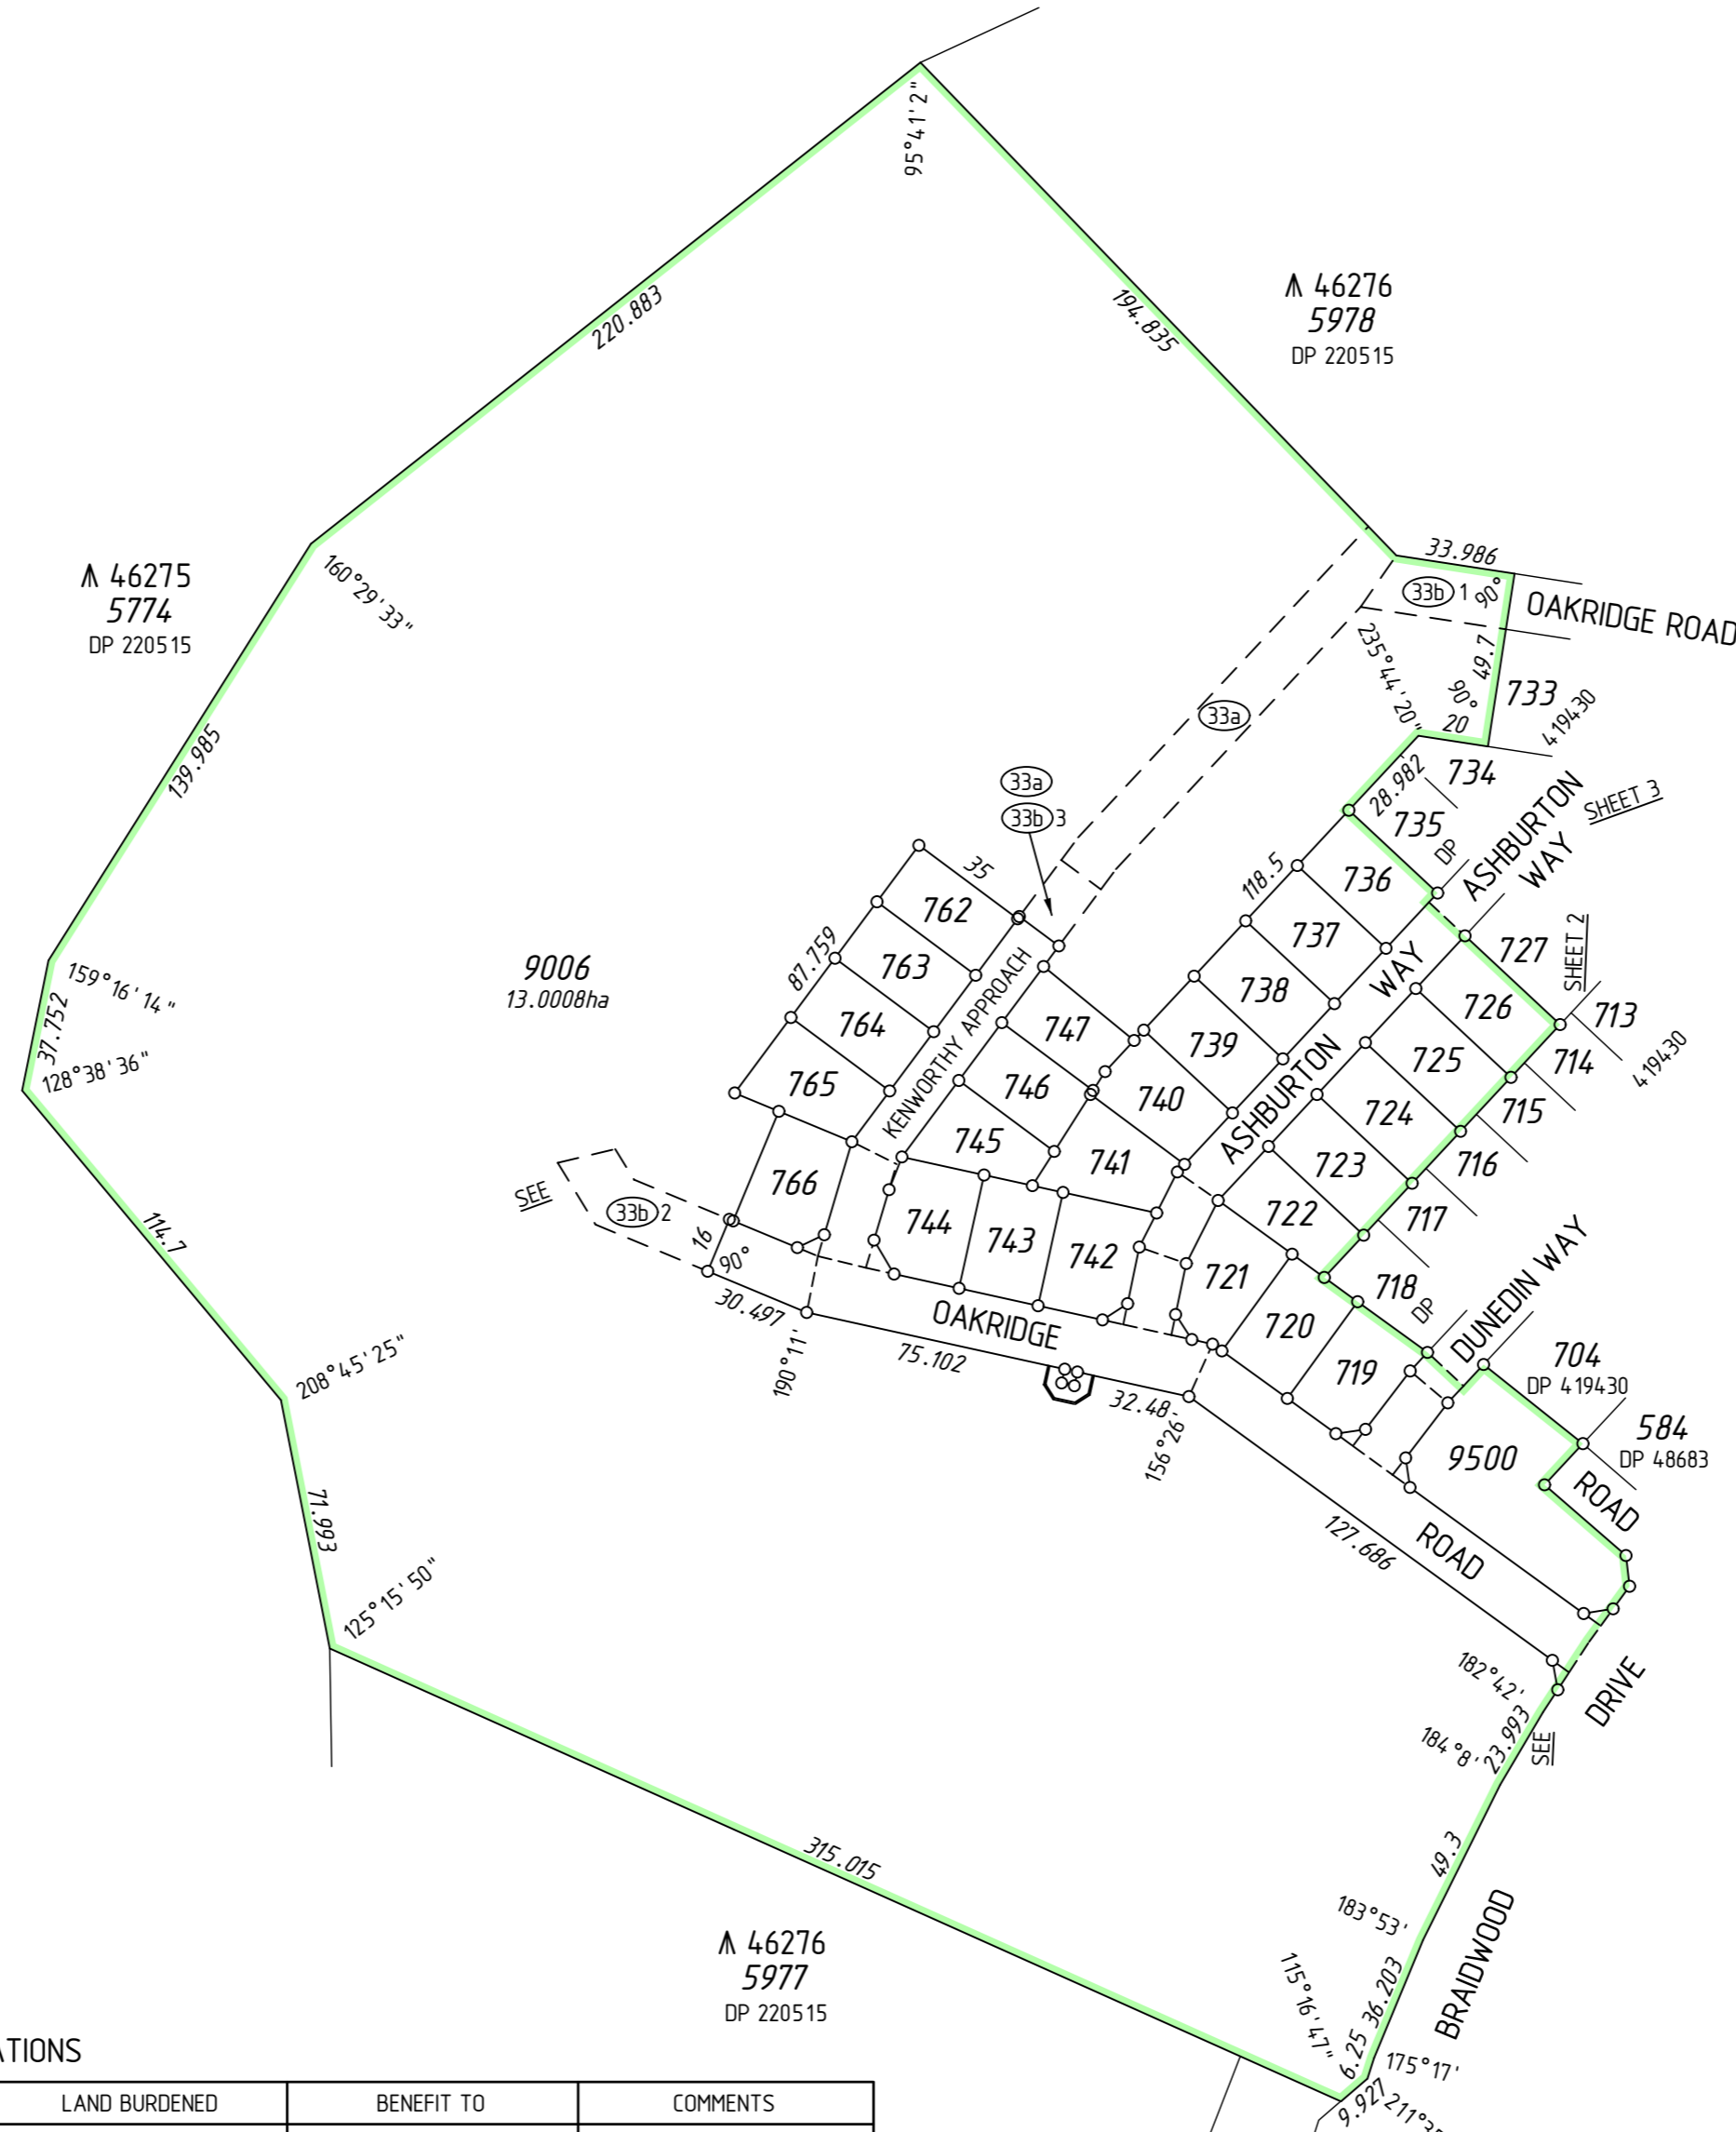 95°41'2"
220.883
194.835
⩚ 46276
5978
DP 220515
⩚ 46275
5774
DP 220515
160°29'33"
33.986
33b 1
90°
OAKRIDGE ROAD
235°44'20"
49.7
90°
20
733
419430
33a
139.985
28.982
734
735
DP
ASHBURTON
WAY
SHEET 3
33a
33b 3
118.5
736
35
762
737
727
SHEET 2
9006
13.0008ha
159°16'14"
37.752
128°38'36"
87.759
763
KENWORTHY APPROACH
WAY
738
726
713
714
419430
764
747
739
725
715
765
746
740
ASHBURTON
724
716
745
741
723
717
766
SEE
33b 2
16
90°
744
743
742
722
721
718
DP
DUNEDIN WAY
114.7
30.497
190°11'
OAKRIDGE
75.102
720
719
704
DP 419430
208°45'25"
32.48
156°26'
9500
584
DP 48683
ROAD
71.993
127.686
ROAD
125°15'50"
182°42'
DRIVE
184°8'
23.993
SEE
315.015
49.3
183°53'
BRAIDWOOD
⩚ 46276
5977
DP 220515
115°16'47"
36.203
6.25
175°17'
9.927
ATIONS
LAND BURDENED
BENEFIT TO
COMMENTS